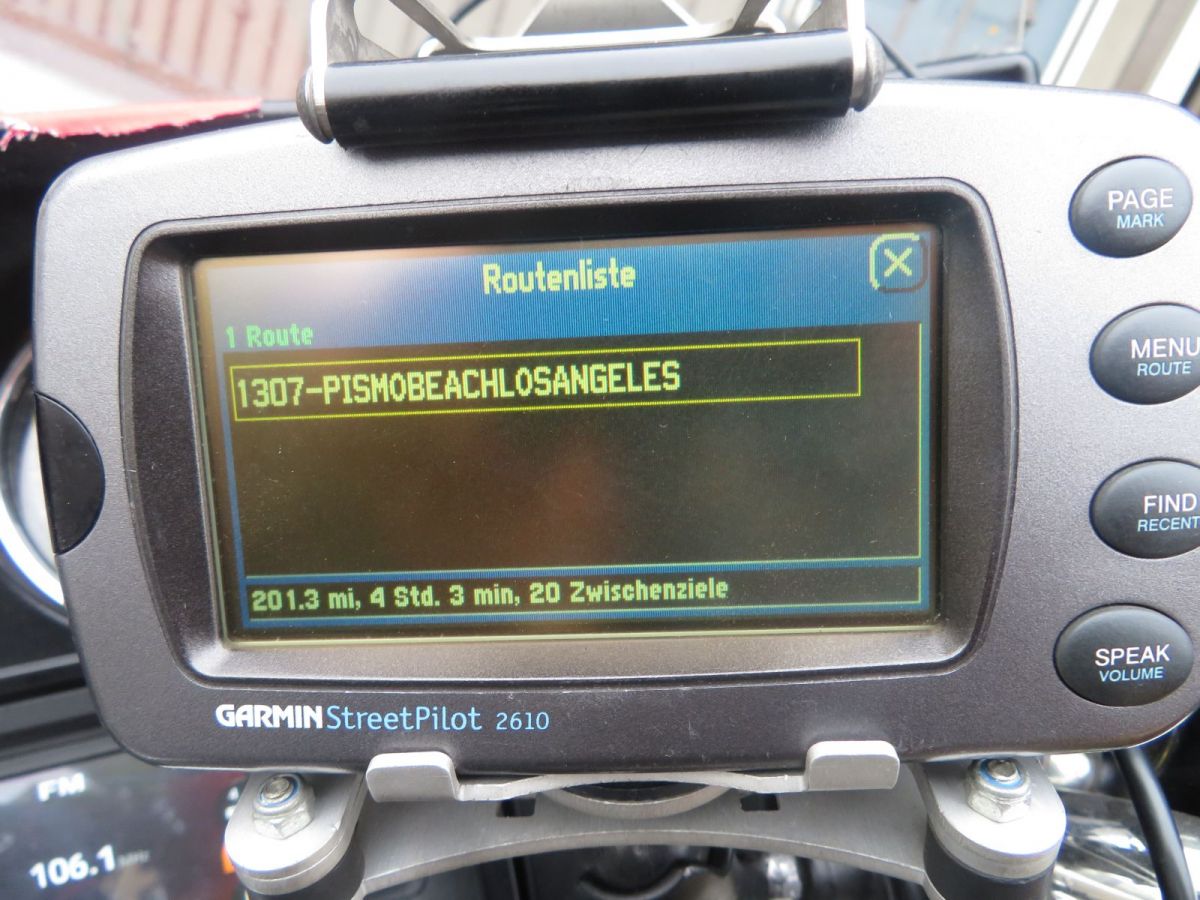 PAGE
MARK
Routenliste
X
1 Route
MENU
ROUTE
1307-PISMOBEACHLOSANGELES
FIND
RECENT
201.3 mi, 4 Std. 3 min, 20 Zwischenziele
SPEAK
VOLUME
GARMIN StreetPilot 2610
FM
106.1